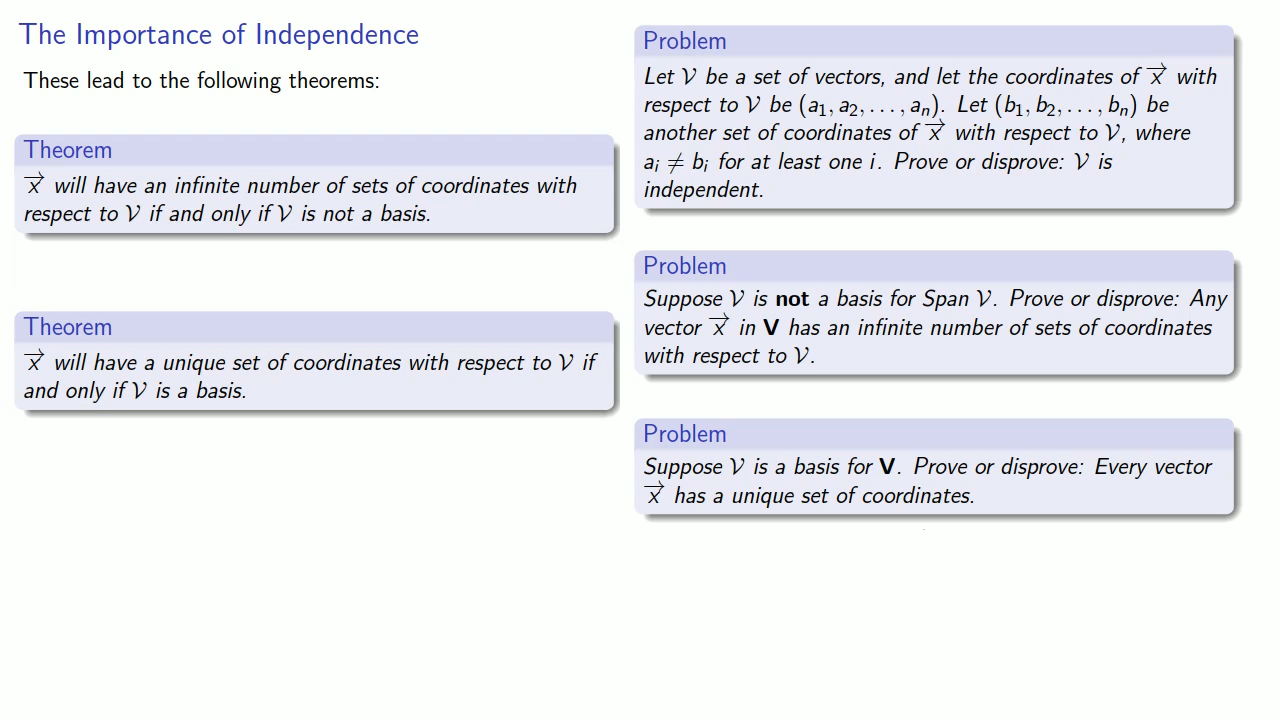 The Importance of Independence
These lead to the following theorems:
Theorem
x⃗ will have an infinite number of sets of coordinates with
respect to 𝒱 if and only if 𝒱 is not a basis.
Theorem
x⃗ will have a unique set of coordinates with respect to 𝒱 if
and only if 𝒱 is a basis.
Problem
Let 𝒱 be a set of vectors, and let the coordinates of x⃗ with
respect to 𝒱 be (a₁, a₂, . . . , aₙ). Let (b₁, b₂, . . . , bₙ) be
another set of coordinates of x⃗ with respect to 𝒱, where
aᵢ ≠ bᵢ for at least one i. Prove or disprove: 𝒱 is
independent.
Problem
Suppose 𝒱 is not a basis for Span 𝒱. Prove or disprove: Any
vector x⃗ in V has an infinite number of sets of coordinates
with respect to 𝒱.
Problem
Suppose 𝒱 is a basis for V. Prove or disprove: Every vector
x⃗ has a unique set of coordinates.